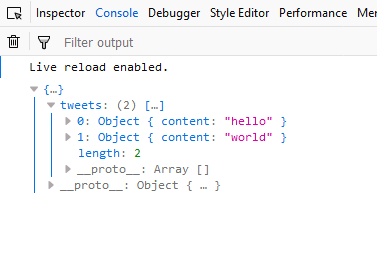 Inspector Console Debugger Style Editor Performance
Filter output
Live reload enabled.
{…}
tweets: (2) […]
0: Object { content: "hello" }
1: Object { content: "world" }
length: 2
__proto__: Array []
__proto__: Object { … }